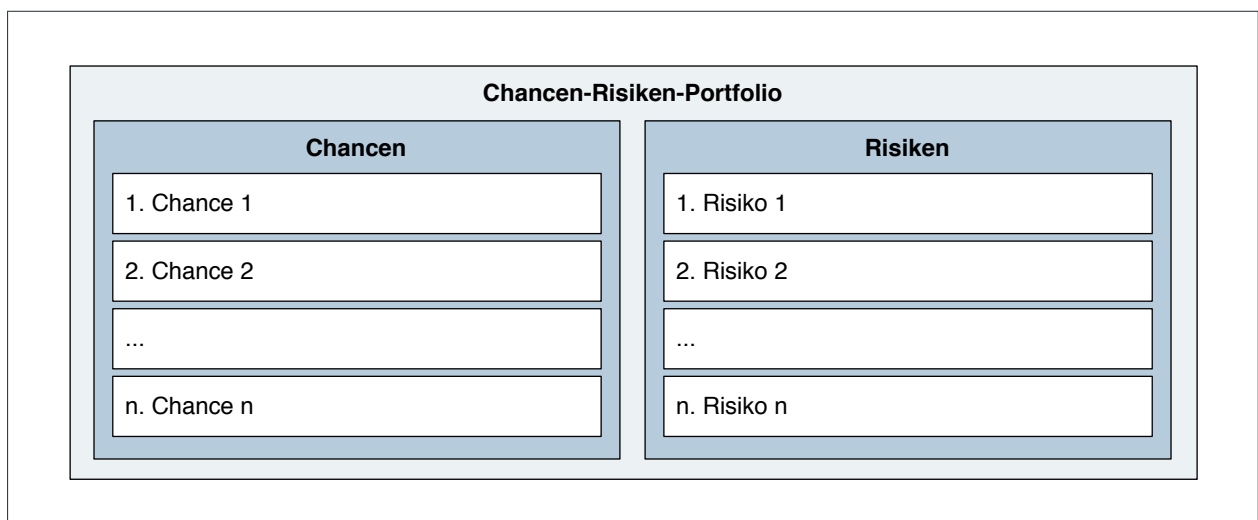 Chancen-Risiken-Portfolio
Chancen
1. Chance 1
2. Chance 2
...
n. Chance n
Risiken
1. Risiko 1
2. Risiko 2
...
n. Risiko n